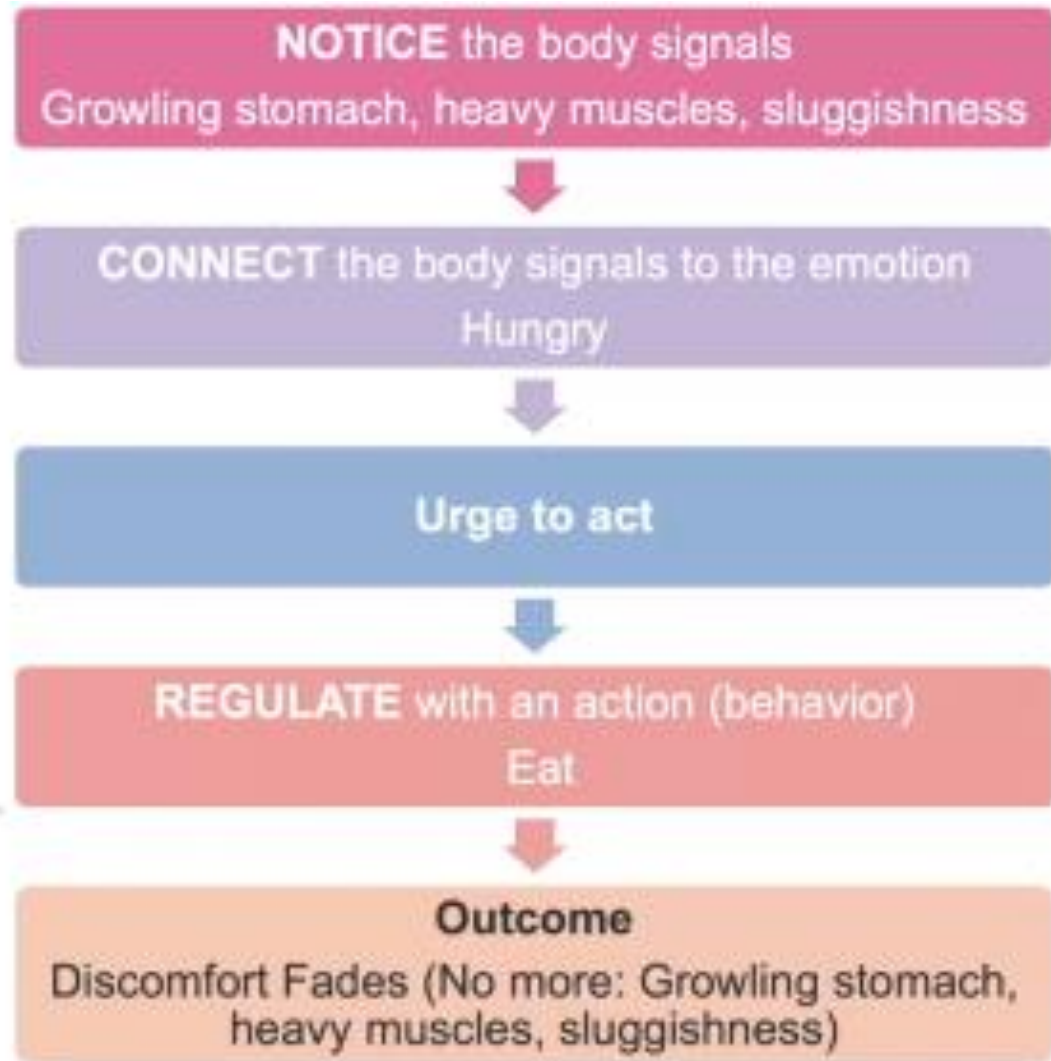 NOTICE the body signals
Growling stomach, heavy muscles, sluggishness
CONNECT the body signals to the emotion
Hungry
Urge to act
REGULATE with an action (behavior)
Eat
Outcome
Discomfort Fades (No more: Growling stomach,
heavy muscles, sluggishness)